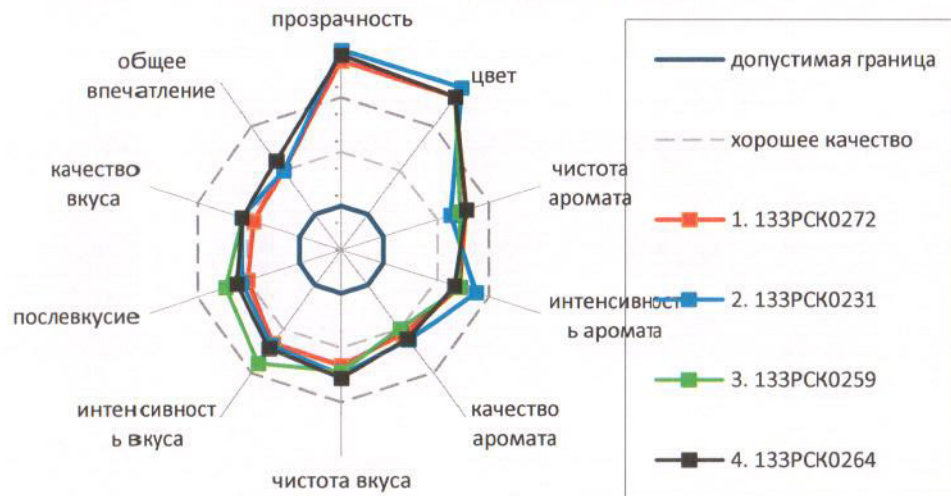 прозрачность
цвет
чистота
аромата
интенсивност
ь аромата
качество
аромата
чистота вкуса
интенсивност
ь вкуса
послевкусие
качество
вкуса
общее
впечатление
допустимая граница
хорошее качество
1. 133РСК0272
2. 133РСК0231
3. 133РСК0259
4. 133РСК0264